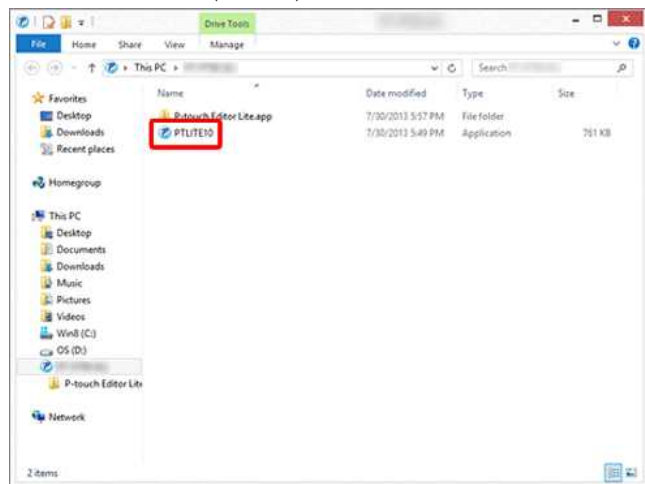 Drive Tools
File Home Share View Manage
This PC
Search
Name Date modified Type Size
P-touch Editor Lite.app 7/30/2013 5:57 PM File folder
PTLITE10 7/30/2013 5:49 PM Application 761 KB
Favorites
Desktop
Downloads
Recent places
Homegroup
This PC
Desktop
Documents
Downloads
Music
Pictures
Videos
Win8 (C:)
OS (D:)
P-touch Editor Lite
Network
2 items